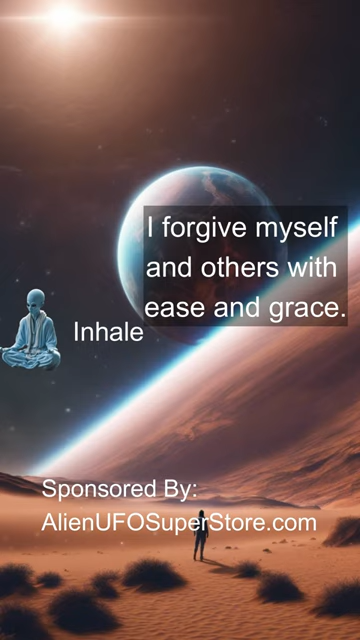 I forgive myself
and others with
ease and grace.
Inhale
Sponsored By:
AlienUFOSuperStore.com